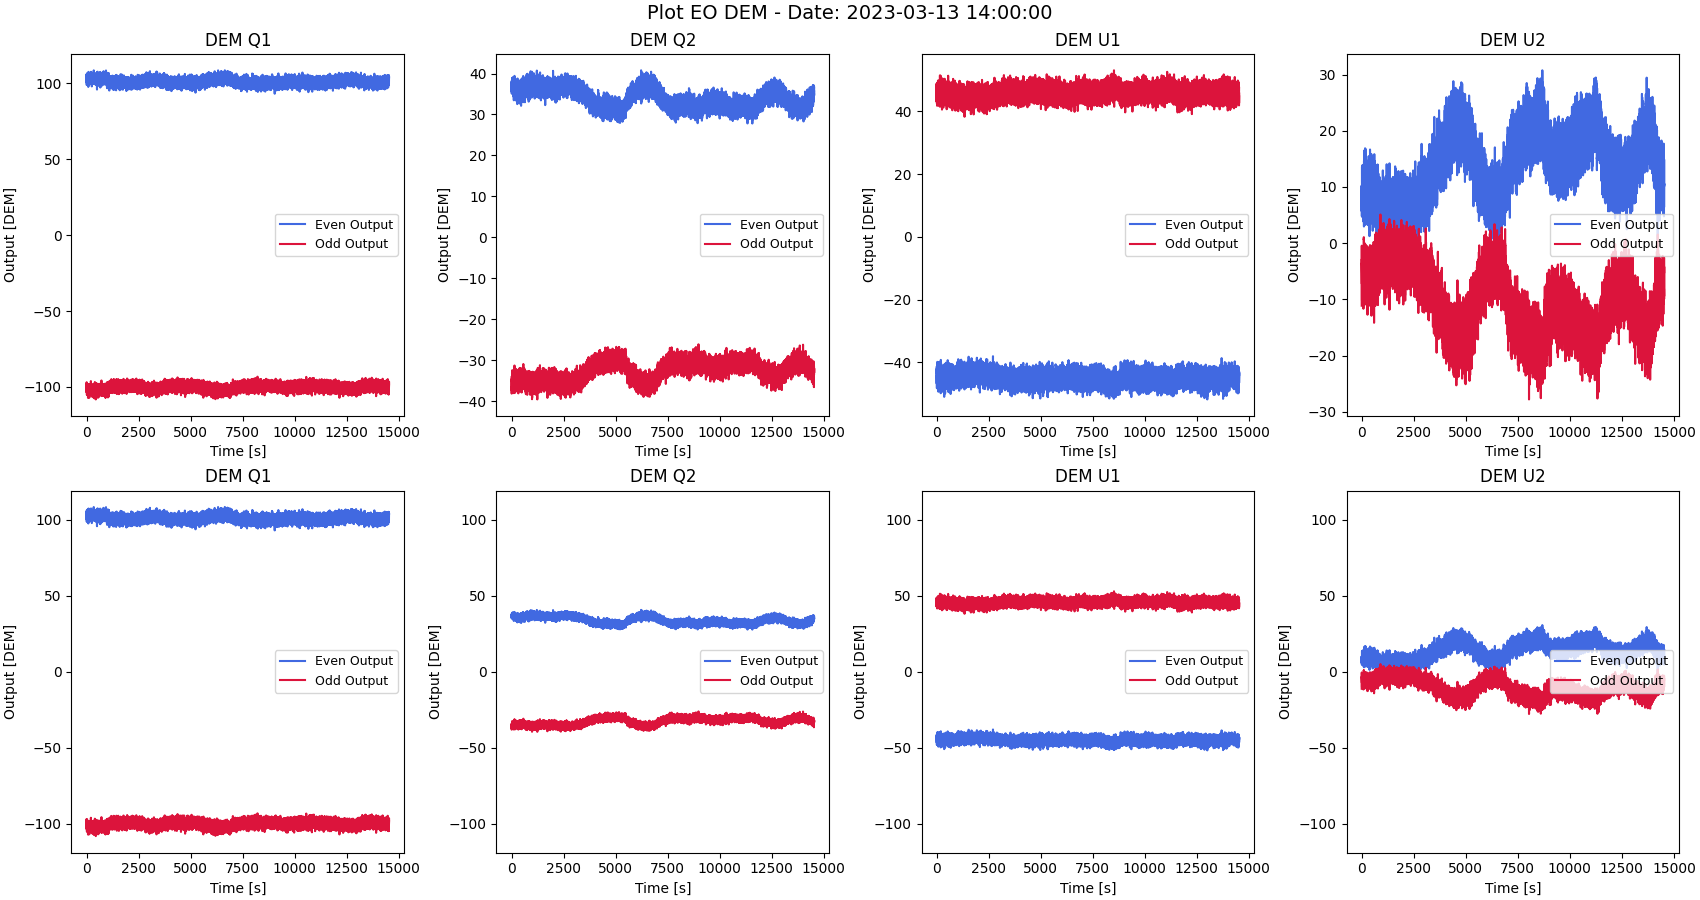 Plot EO DEM - Date: 2023-03-13 14:00:00
DEM Q1
Output [DEM]
100
50
0
−50
−100
0 2500 5000 7500 10000 12500 15000
Time [s]
Even Output
Odd Output
DEM Q2
Output [DEM]
40
30
20
10
0
−10
−20
−30
−40
0 2500 5000 7500 10000 12500 15000
Time [s]
Even Output
Odd Output
DEM U1
Output [DEM]
40
20
0
−20
−40
0 2500 5000 7500 10000 12500 15000
Time [s]
Even Output
Odd Output
DEM U2
Output [DEM]
30
20
10
0
−10
−20
−30
0 2500 5000 7500 10000 12500 15000
Time [s]
Even Output
Odd Output
DEM Q1
Output [DEM]
100
50
0
−50
−100
0 2500 5000 7500 10000 12500 15000
Time [s]
Even Output
Odd Output
DEM Q2
Output [DEM]
100
50
0
−50
−100
0 2500 5000 7500 10000 12500 15000
Time [s]
Even Output
Odd Output
DEM U1
Output [DEM]
100
50
0
−50
−100
0 2500 5000 7500 10000 12500 15000
Time [s]
Even Output
Odd Output
DEM U2
Output [DEM]
100
50
0
−50
−100
0 2500 5000 7500 10000 12500 15000
Time [s]
Even Output
Odd Output